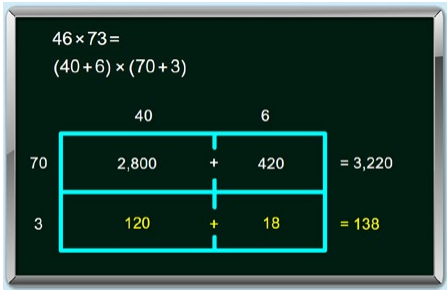 46×73=
(40+6)×(70+3)
40 6
70 2,800 + 420 = 3,220
3 120 + 18 = 138